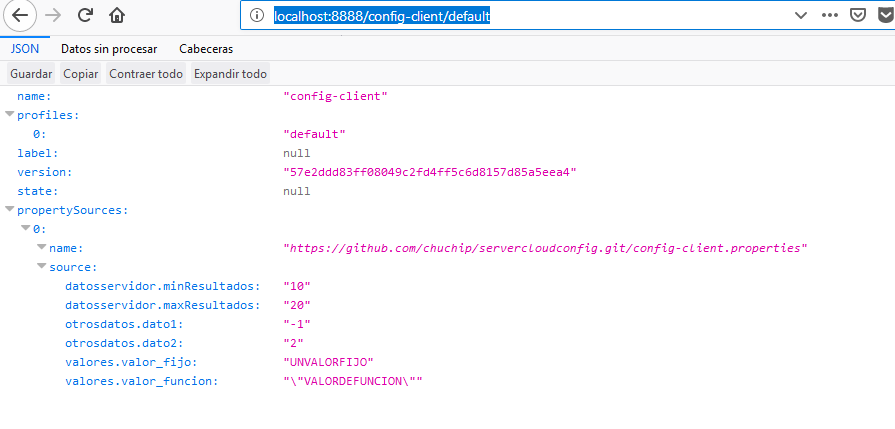 localhost:8888/config-client/default
JSON Datos sin procesar Cabeceras
Guardar Copiar Contraer todo Expandir todo
name: "config-client"
profiles:
0: "default"
label: null
version: "57e2ddd83ff08049c2fd4ff5c6d8157d85a5eea4"
state: null
propertySources:
0:
name: "https://github.com/chuchip/servercloudconfig.git/config-client.properties"
source:
datosservidor.minResultados: "10"
datosservidor.maxResultados: "20"
otrosdatos.dato1: "-1"
otrosdatos.dato2: "2"
valores.valor_fijo: "UNVALORFIJO"
valores.valor_funcion: "\"VALORDEFUNCION\""